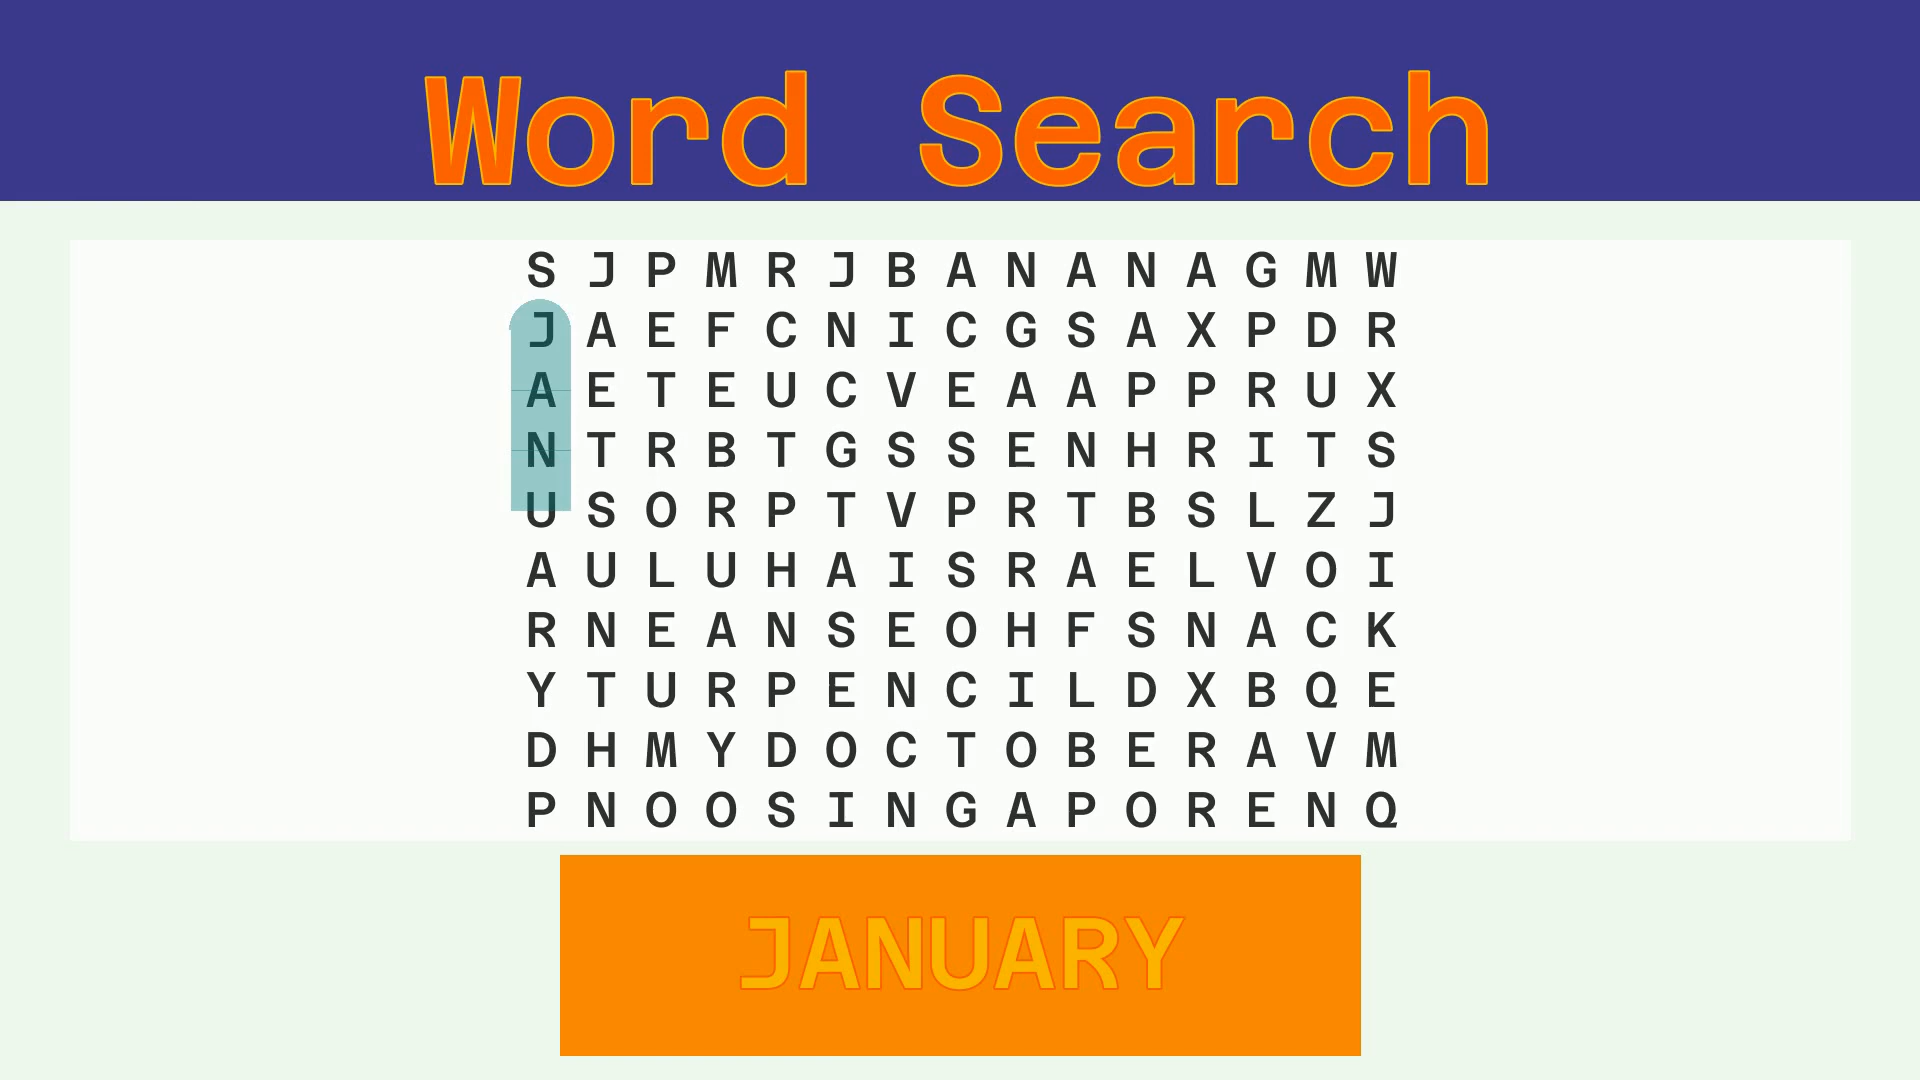 Word Search
S J P M R J B A N A N A G M W
J A E F C N I C G S A X P D R
A E T E U C V E A A P P R U X
N T R B T G S S E N H R I T S
U S O R P T V P R T B S L Z J
A U L U H A I S R A E L V O I
R N E A N S E O H F S N A C K
Y T U R P E N C I L D X B Q E
D H M Y D O C T O B E R A V M
P N O O S I N G A P O R E N Q
JANUARY